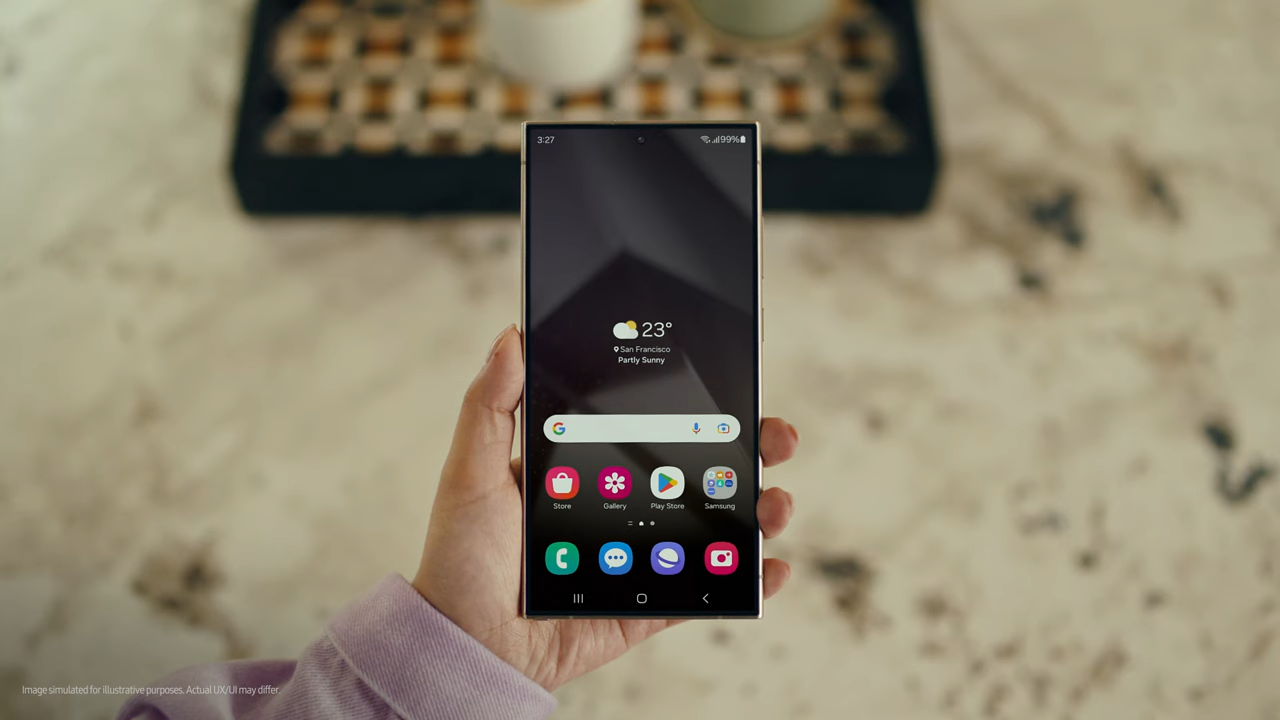 3:27
99%
23°
San Francisco
Partly Sunny
G
Store
Gallery
Play Store
Samsung
Image simulated for illustrative purposes. Actual UX/UI may differ.